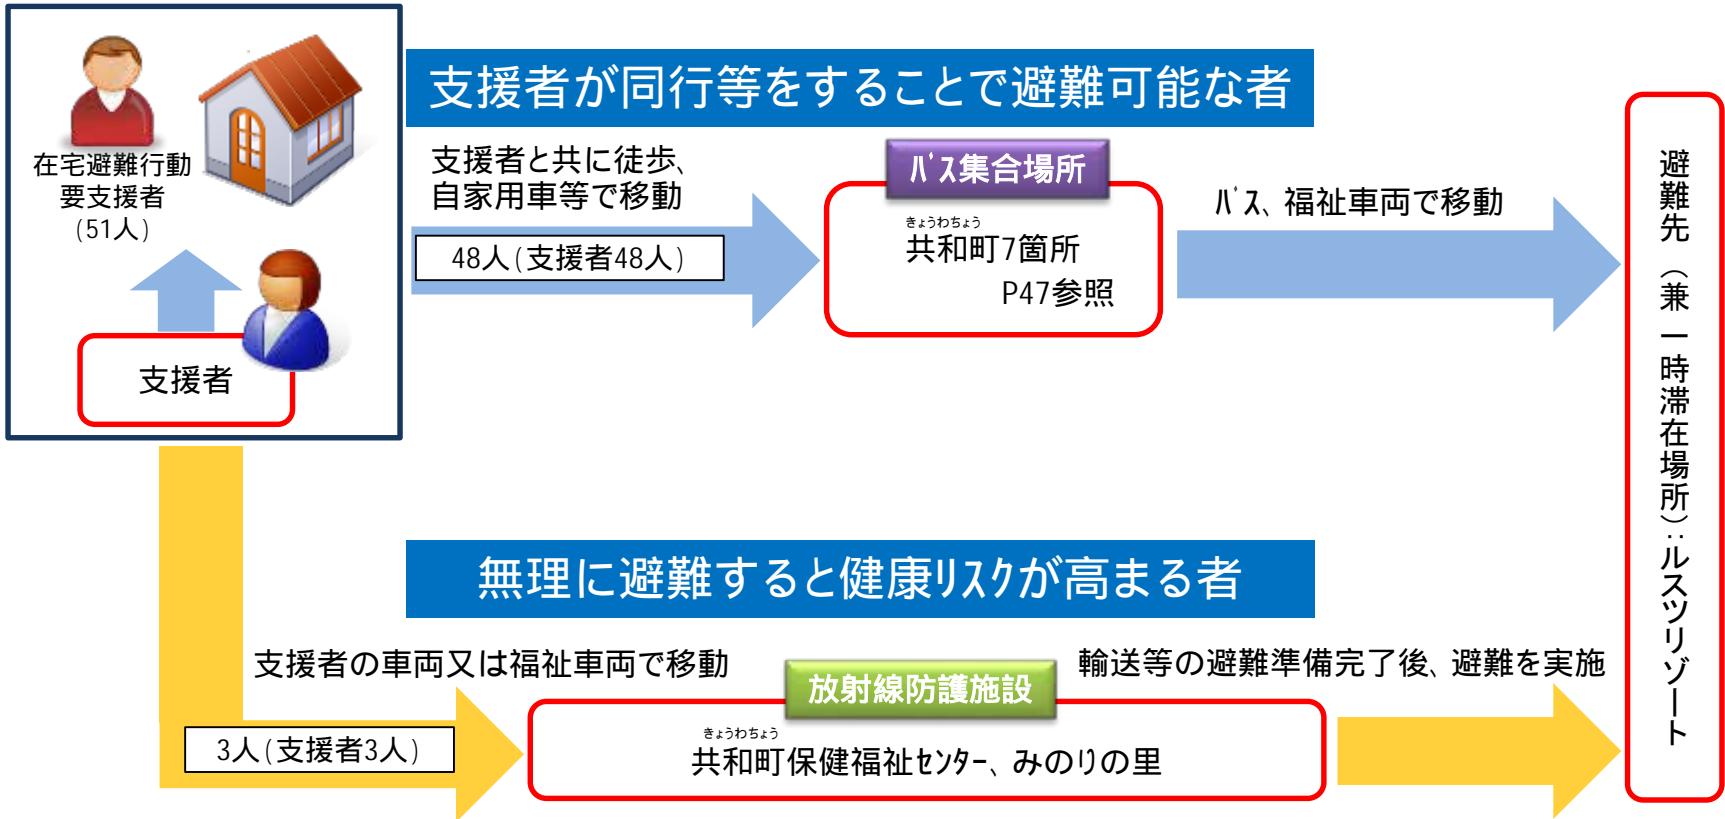 在宅避難行動
要支援者
(51人)
支援者
支援者が同行等をすることで避難可能な者
支援者と共に徒歩、
自家用車等で移動
48人(支援者48人)
バス集合場所
きょうわちょう
共和町7箇所
P47参照
バス、福祉車両で移動
無理に避難すると健康リスクが高まる者
支援者の車両又は福祉車両で移動
3人(支援者3人)
放射線防護施設
きょうわちょう
共和町保健福祉センター、みのりの里
輸送等の避難準備完了後、避難を実施
避難先(兼一時滞在場所):ルスツリゾート